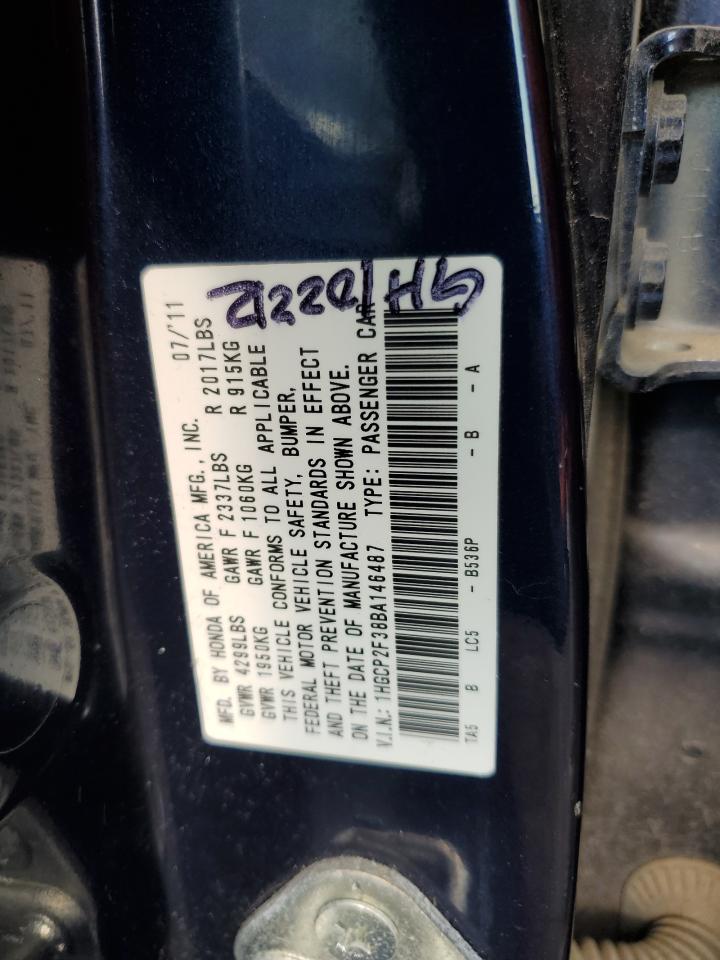 MFD. BY HONDA OF AMERICA MFG., INC. 07/'11
GVWR 4299LBS GAWR F 2337LBS R 2017LBS
GVWR 1950KG GAWR F 1060KG R 915KG
THIS VEHICLE CONFORMS TO ALL APPLICABLE
FEDERAL MOTOR VEHICLE SAFETY, BUMPER,
AND THEFT PREVENTION STANDARDS IN EFFECT
ON THE DATE OF MANUFACTURE SHOWN ABOVE.
V.I.N.: 1HGCP2F38BA146487 TYPE: PASSENGER CAR
TA5 B LC5 - B536P - B - A